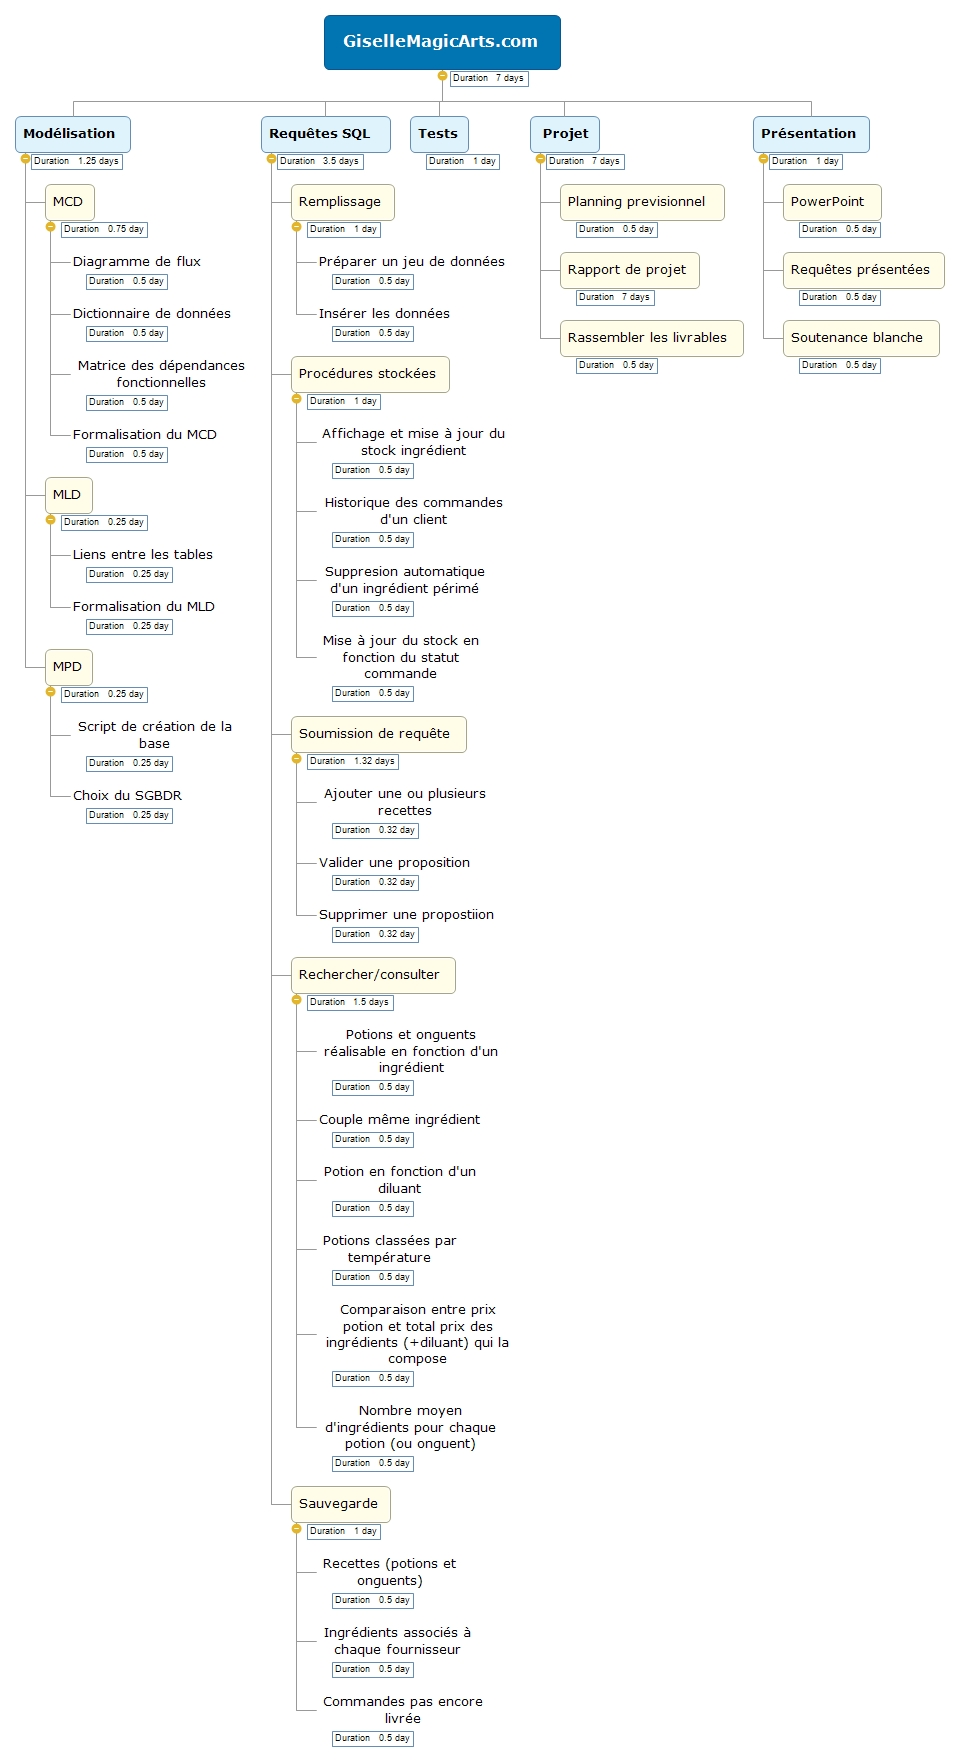 GiselleMagicArts.com
Duration 7 days
Modélisation
Duration 1.25 days
MCD
Duration 0.75 day
Diagramme de flux
Duration 0.5 day
Dictionnaire de données
Duration 0.5 day
Matrice des dépendances
fonctionnelles
Duration 0.5 day
Formalisation du MCD
Duration 0.5 day
MLD
Duration 0.25 day
Liens entre les tables
Duration 0.25 day
Formalisation du MLD
Duration 0.25 day
MPD
Duration 0.25 day
Script de création de la
base
Duration 0.25 day
Choix du SGBDR
Duration 0.25 day
Requêtes SQL
Duration 3.5 days
Remplissage
Duration 1 day
Préparer un jeu de données
Duration 0.5 day
Insérer les données
Duration 0.5 day
Procédures stockées
Duration 1 day
Affichage et mise à jour du
stock ingrédient
Duration 0.5 day
Historique des commandes
d'un client
Duration 0.5 day
Suppresion automatique
d'un ingrédient périmé
Duration 0.5 day
Mise à jour du stock en
fonction du statut
commande
Duration 0.5 day
Soumission de requête
Duration 1.32 days
Ajouter une ou plusieurs
recettes
Duration 0.32 day
Valider une proposition
Duration 0.32 day
Supprimer une propostiion
Duration 0.32 day
Rechercher/consulter
Duration 1.5 days
Potions et onguents
réalisable en fonction d'un
ingrédient
Duration 0.5 day
Couple même ingrédient
Duration 0.5 day
Potion en fonction d'un
diluant
Duration 0.5 day
Potions classées par
température
Duration 0.5 day
Comparaison entre prix
potion et total prix des
ingrédients (+diluant) qui la
compose
Duration 0.5 day
Nombre moyen
d'ingrédients pour chaque
potion (ou onguent)
Duration 0.5 day
Sauvegarde
Duration 1 day
Recettes (potions et
onguents)
Duration 0.5 day
Ingrédients associés à
chaque fournisseur
Duration 0.5 day
Commandes pas encore
livrée
Duration 0.5 day
Tests
Duration 1 day
Projet
Duration 7 days
Planning previsionnel
Duration 0.5 day
Rapport de projet
Duration 7 days
Rassembler les livrables
Duration 0.5 day
Présentation
Duration 1 day
PowerPoint
Duration 0.5 day
Requêtes présentées
Duration 0.5 day
Soutenance blanche
Duration 0.5 day